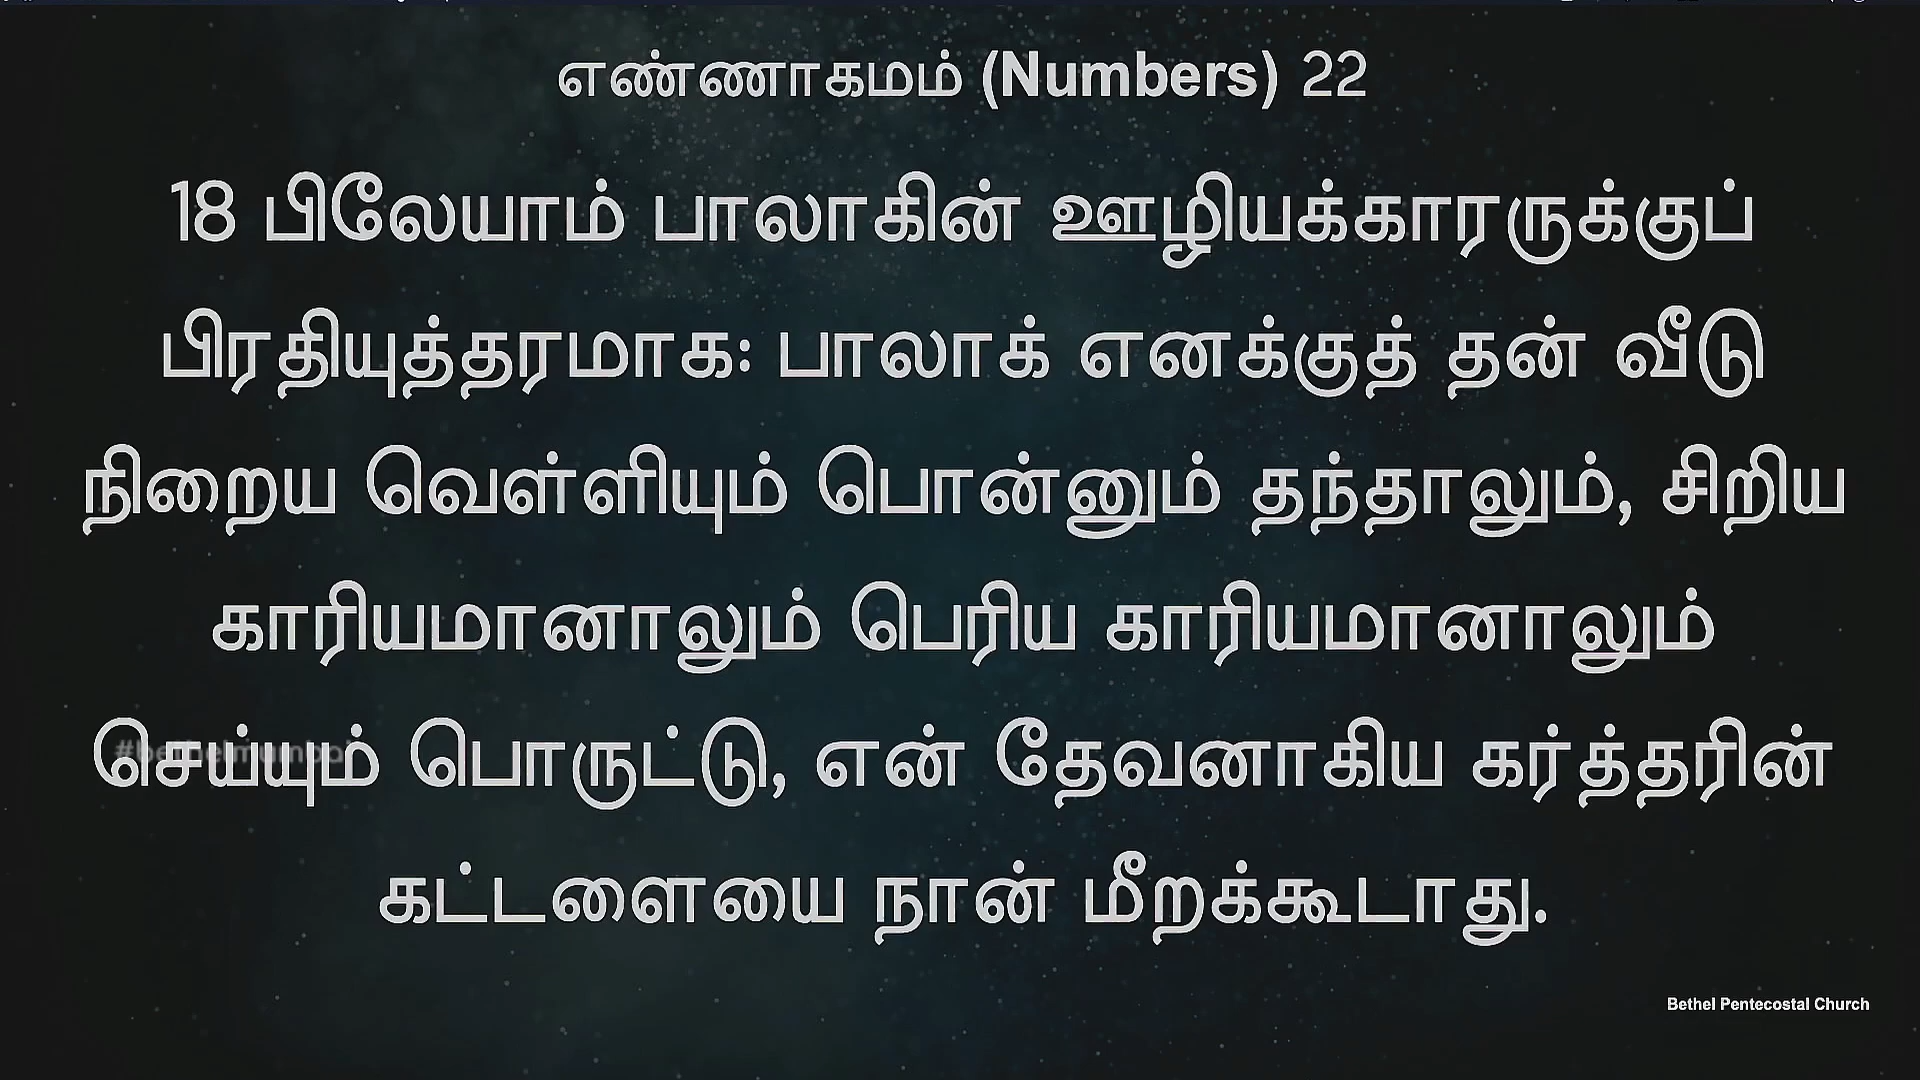 எண்ணாகமம் (Numbers) 22
18 பிலேயாம் பாலாகின் ஊழியக்காரருக்குப்
பிரதியுத்தரமாக: பாலாக் எனக்குத் தன் வீடு
நிறைய வெள்ளியும் பொன்னும் தந்தாலும், சிறிய
காரியமானாலும் பெரிய காரியமானாலும்
செய்யும் பொருட்டு, என் தேவனாகிய கர்த்தரின்
#bethelmumbai
கட்டளையை நான் மீறக்கூடாது.
Bethel Pentecostal Church